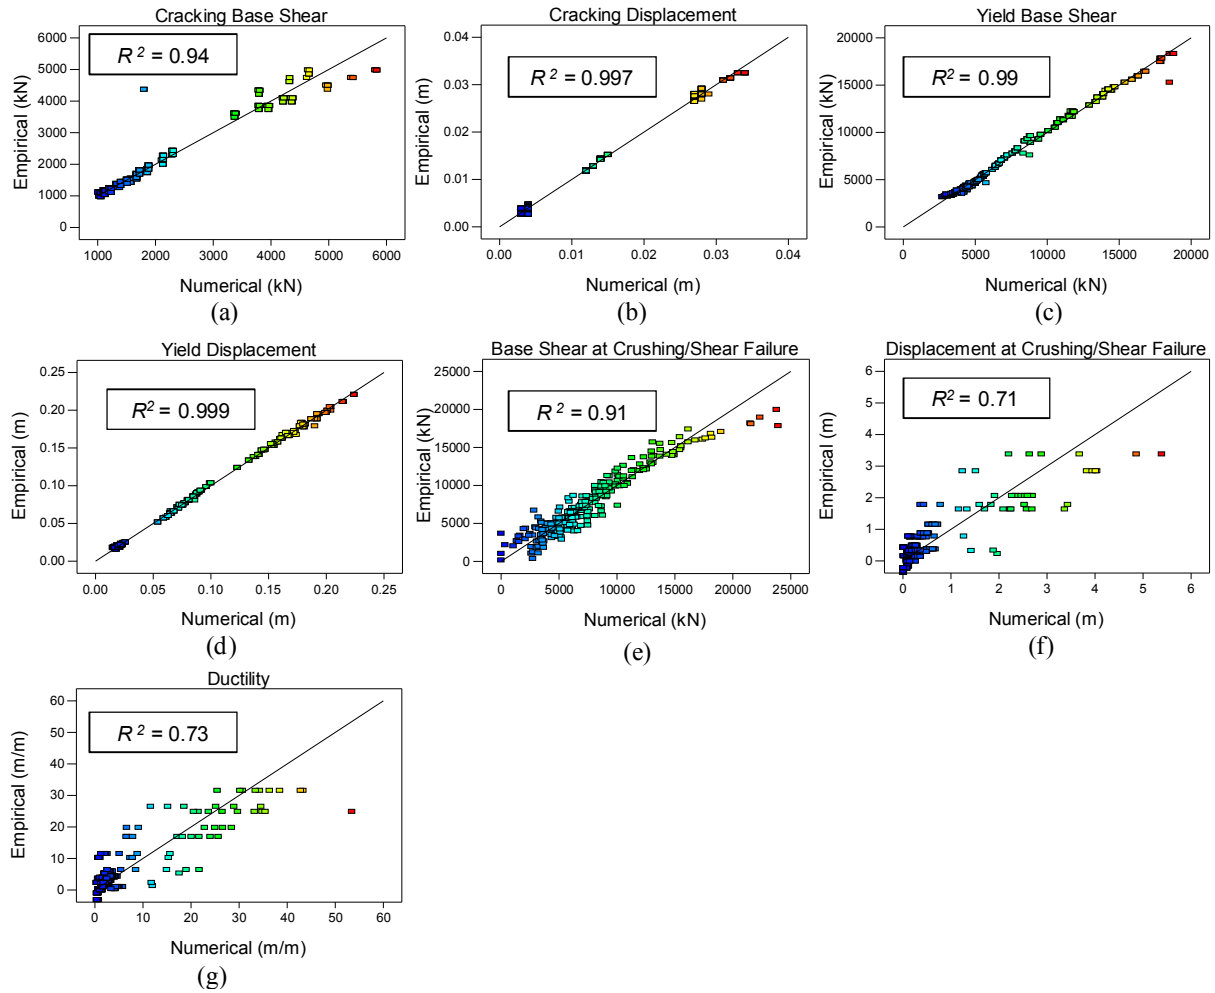 Cracking Base Shear
R² = 0.94
Empirical (kN)
6000
5000
4000
3000
2000
1000
0
1000 2000 3000 4000 5000 6000
Numerical (kN)
(a)
Cracking Displacement
R² = 0.997
Empirical (m)
0.04
0.03
0.02
0.01
0.00
0.00 0.01 0.02 0.03 0.04
Numerical (m)
(b)
Yield Base Shear
R² = 0.99
Empirical (kN)
20000
15000
10000
5000
0
0 5000 10000 15000 20000
Numerical (kN)
(c)
Yield Displacement
R² = 0.999
Empirical (m)
0.25
0.20
0.15
0.10
0.05
0.00
0.00 0.05 0.10 0.15 0.20 0.25
Numerical (m)
(d)
Base Shear at Crushing/Shear Failure
R² = 0.91
Empirical (kN)
25000
20000
15000
10000
5000
0
0 5000 10000 15000 20000 25000
Numerical (kN)
(e)
Displacement at Crushing/Shear Failure
R² = 0.71
Empirical (m)
6
5
4
3
2
1
0
0 1 2 3 4 5 6
Numerical (m)
(f)
Ductility
R² = 0.73
Empirical (m/m)
60
50
40
30
20
10
0
0 10 20 30 40 50 60
Numerical (m/m)
(g)